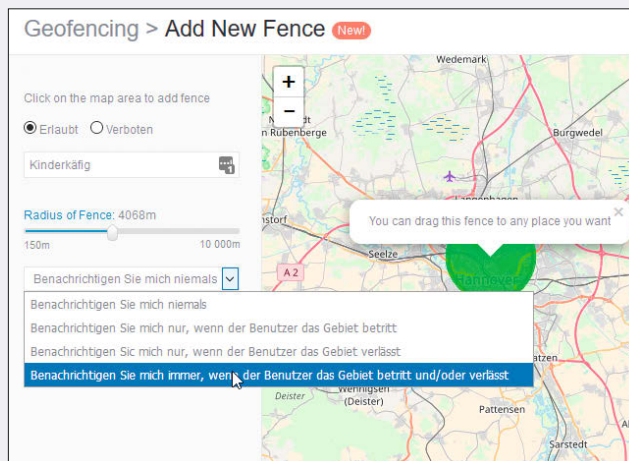 Geofencing > Add New Fence New!
Click on the map area to add fence
Erlaubt Verboten
Kinderkäfig
1
Radius of Fence: 4068m
150m 10 000m
Benachrichtigen Sie mich niemals
Benachrichtigen Sie mich niemals
Benachrichtigen Sie mich nur, wenn der Benutzer das Gebiet betritt
Benachrichtigen Sic mich nur, wenn der Benutzer das Gebiet verlässt
Benachrichtigen Sie mich immer, wenn der Benutzer das Gebiet betritt und/oder verlässt
+
−
Wedemark
n Rubenberge
Burgwedel
Langenhagen
You can drag this fence to any place you want
×
Seelze
A 2
Hannover
Wennigsen
(Deister)
Deister
Pattensen
Sarstedt